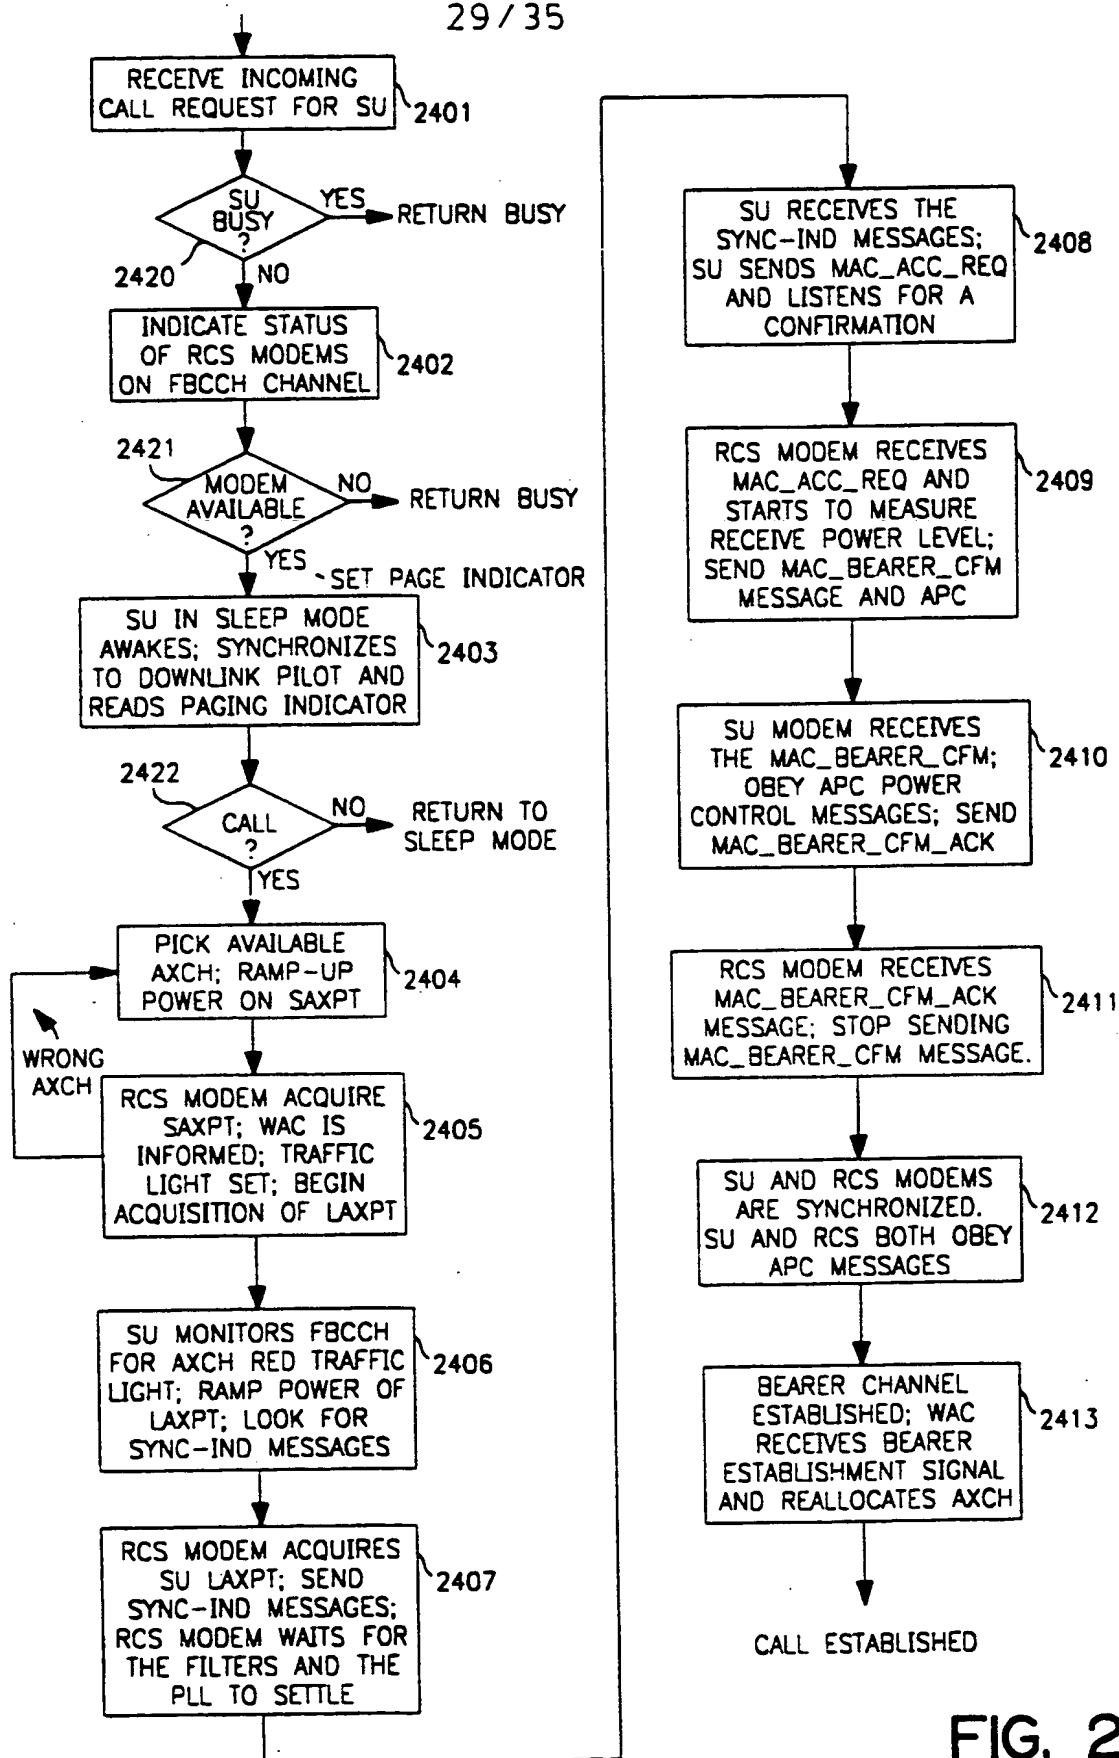 29/35
RECEIVE INCOMING
CALL REQUEST FOR SU
2401
SU
BUSY
?
YES
RETURN BUSY
2420
NO
INDICATE STATUS
OF RCS MODEMS
ON FBCCH CHANNEL
2402
2421
MODEM
AVAILABLE
?
NO
RETURN BUSY
YES
SET PAGE INDICATOR
SU IN SLEEP MODE
AWAKES; SYNCHRONIZES
TO DOWNLINK PILOT AND
READS PAGING INDICATOR
2403
2422
CALL
?
NO
RETURN TO
SLEEP MODE
YES
PICK AVAILABLE
AXCH; RAMP-UP
POWER ON SAXPT
2404
WRONG
AXCH
RCS MODEM ACQUIRE
SAXPT; WAC IS
INFORMED; TRAFFIC
LIGHT SET; BEGIN
ACQUISITION OF LAXPT
2405
SU MONITORS FBCCH
FOR AXCH RED TRAFFIC
LIGHT; RAMP POWER OF
LAXPT; LOOK FOR
SYNC-IND MESSAGES
2406
RCS MODEM ACQUIRES
SU LAXPT; SEND
SYNC-IND MESSAGES;
RCS MODEM WAITS FOR
THE FILTERS AND THE
PLL TO SETTLE
2407
SU RECEIVES THE
SYNC-IND MESSAGES;
SU SENDS MAC_ACC_REQ
AND LISTENS FOR A
CONFIRMATION
2408
RCS MODEM RECEIVES
MAC_ACC_REQ AND
STARTS TO MEASURE
RECEIVE POWER LEVEL;
SEND MAC_BEARER_CFM
MESSAGE AND APC
2409
SU MODEM RECEIVES
THE MAC_BEARER_CFM;
OBEY APC POWER
CONTROL MESSAGES; SEND
MAC_BEARER_CFM_ACK
2410
RCS MODEM RECEIVES
MAC_BEARER_CFM_ACK
MESSAGE; STOP SENDING
MAC_BEARER_CFM MESSAGE.
2411
SU AND RCS MODEMS
ARE SYNCHRONIZED.
SU AND RCS BOTH OBEY
APC MESSAGES
2412
BEARER CHANNEL
ESTABLISHED; WAC
RECEIVES BEARER
ESTABLISHMENT SIGNAL
AND REALLOCATES AXCH
2413
CALL ESTABLISHED
FIG. 2